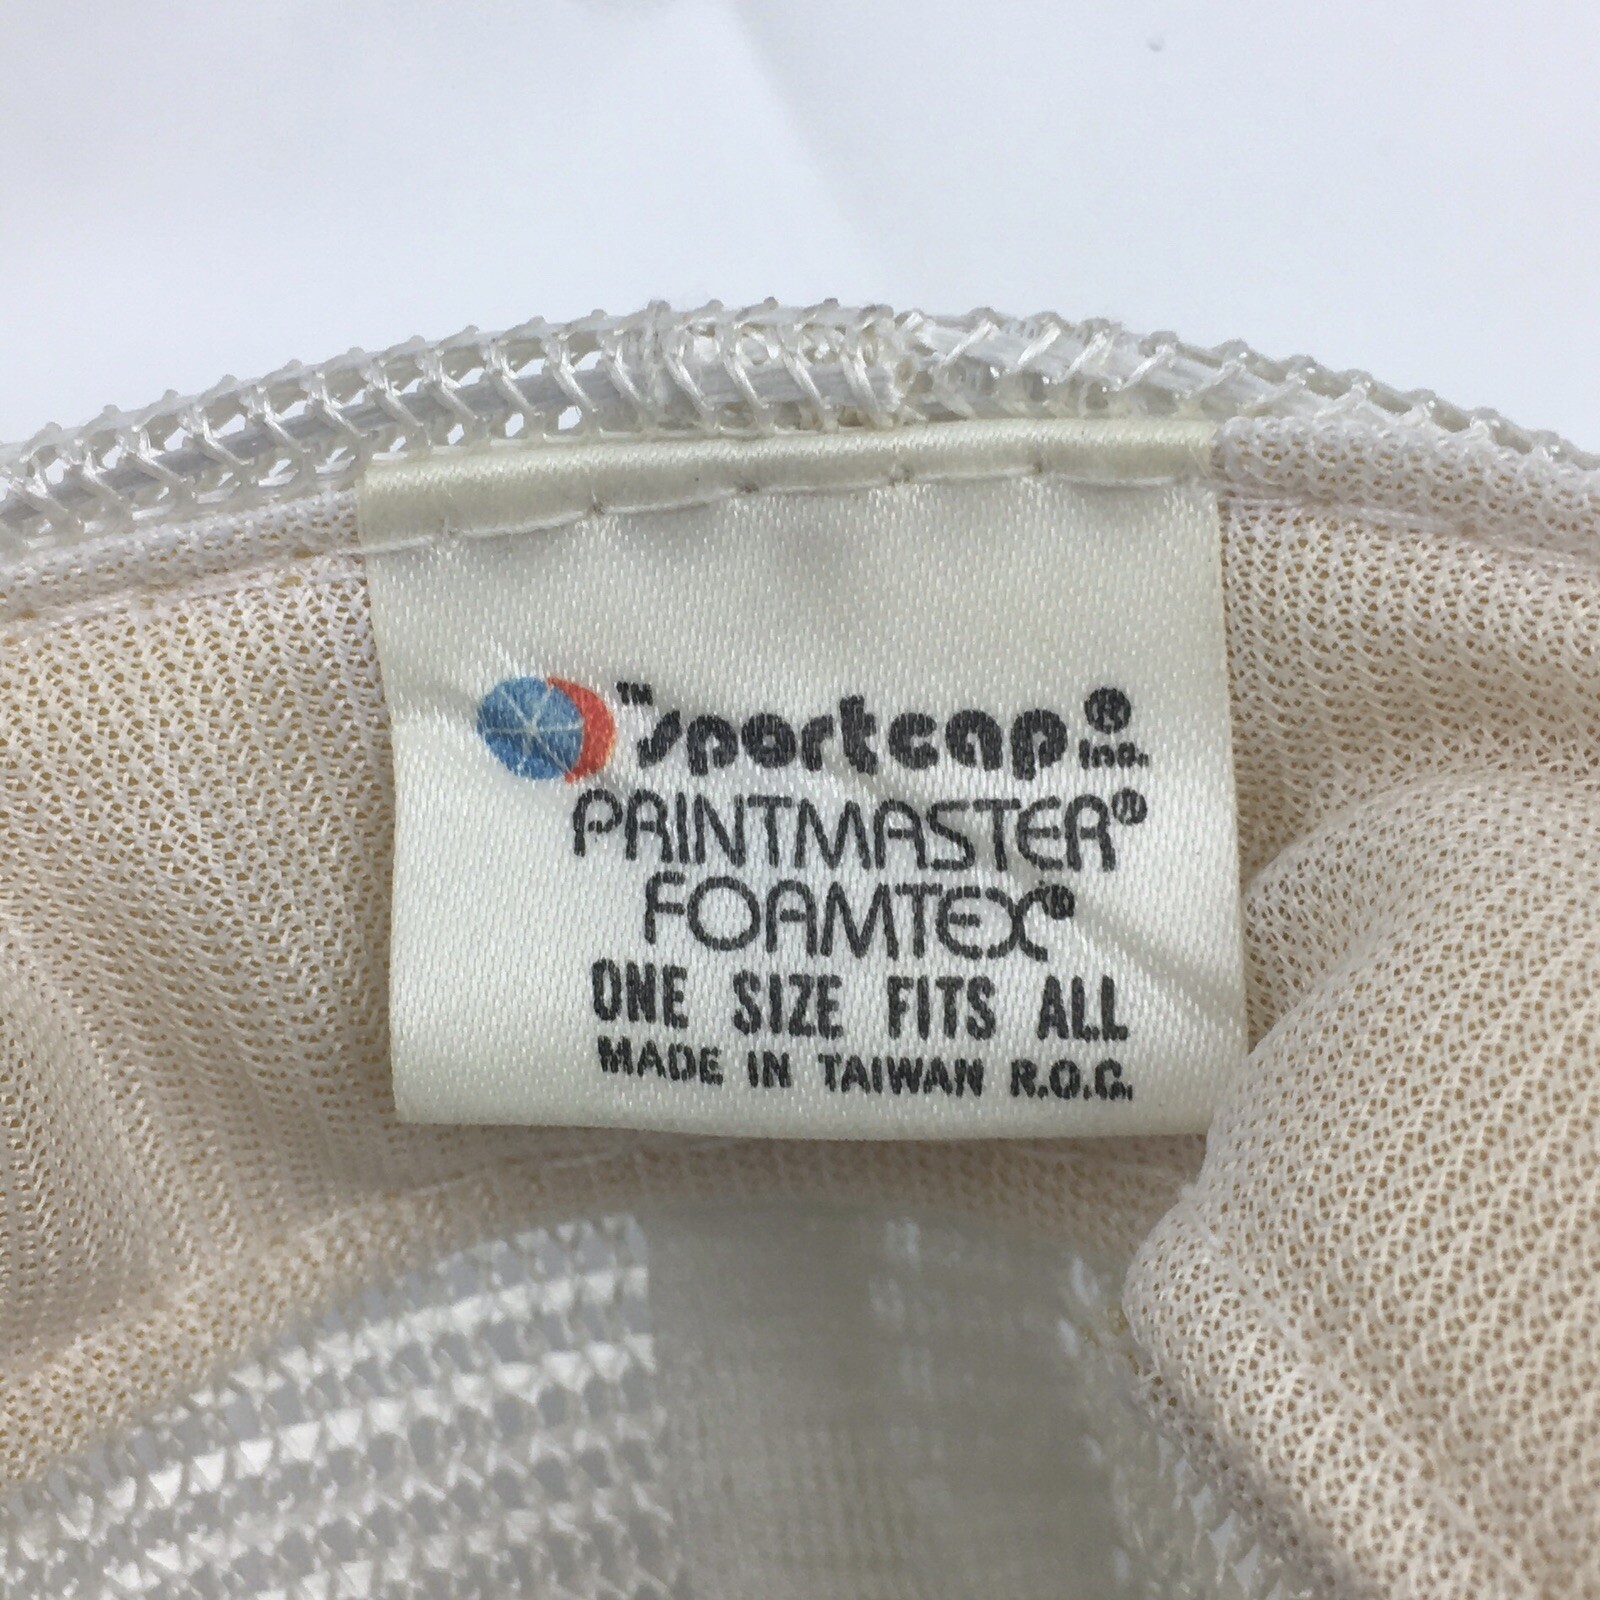 ™ sportcap® Inc.
PRINTMASTER®
FOAMTEX®
ONE SIZE FITS ALL
MADE IN TAIWAN R.O.C.